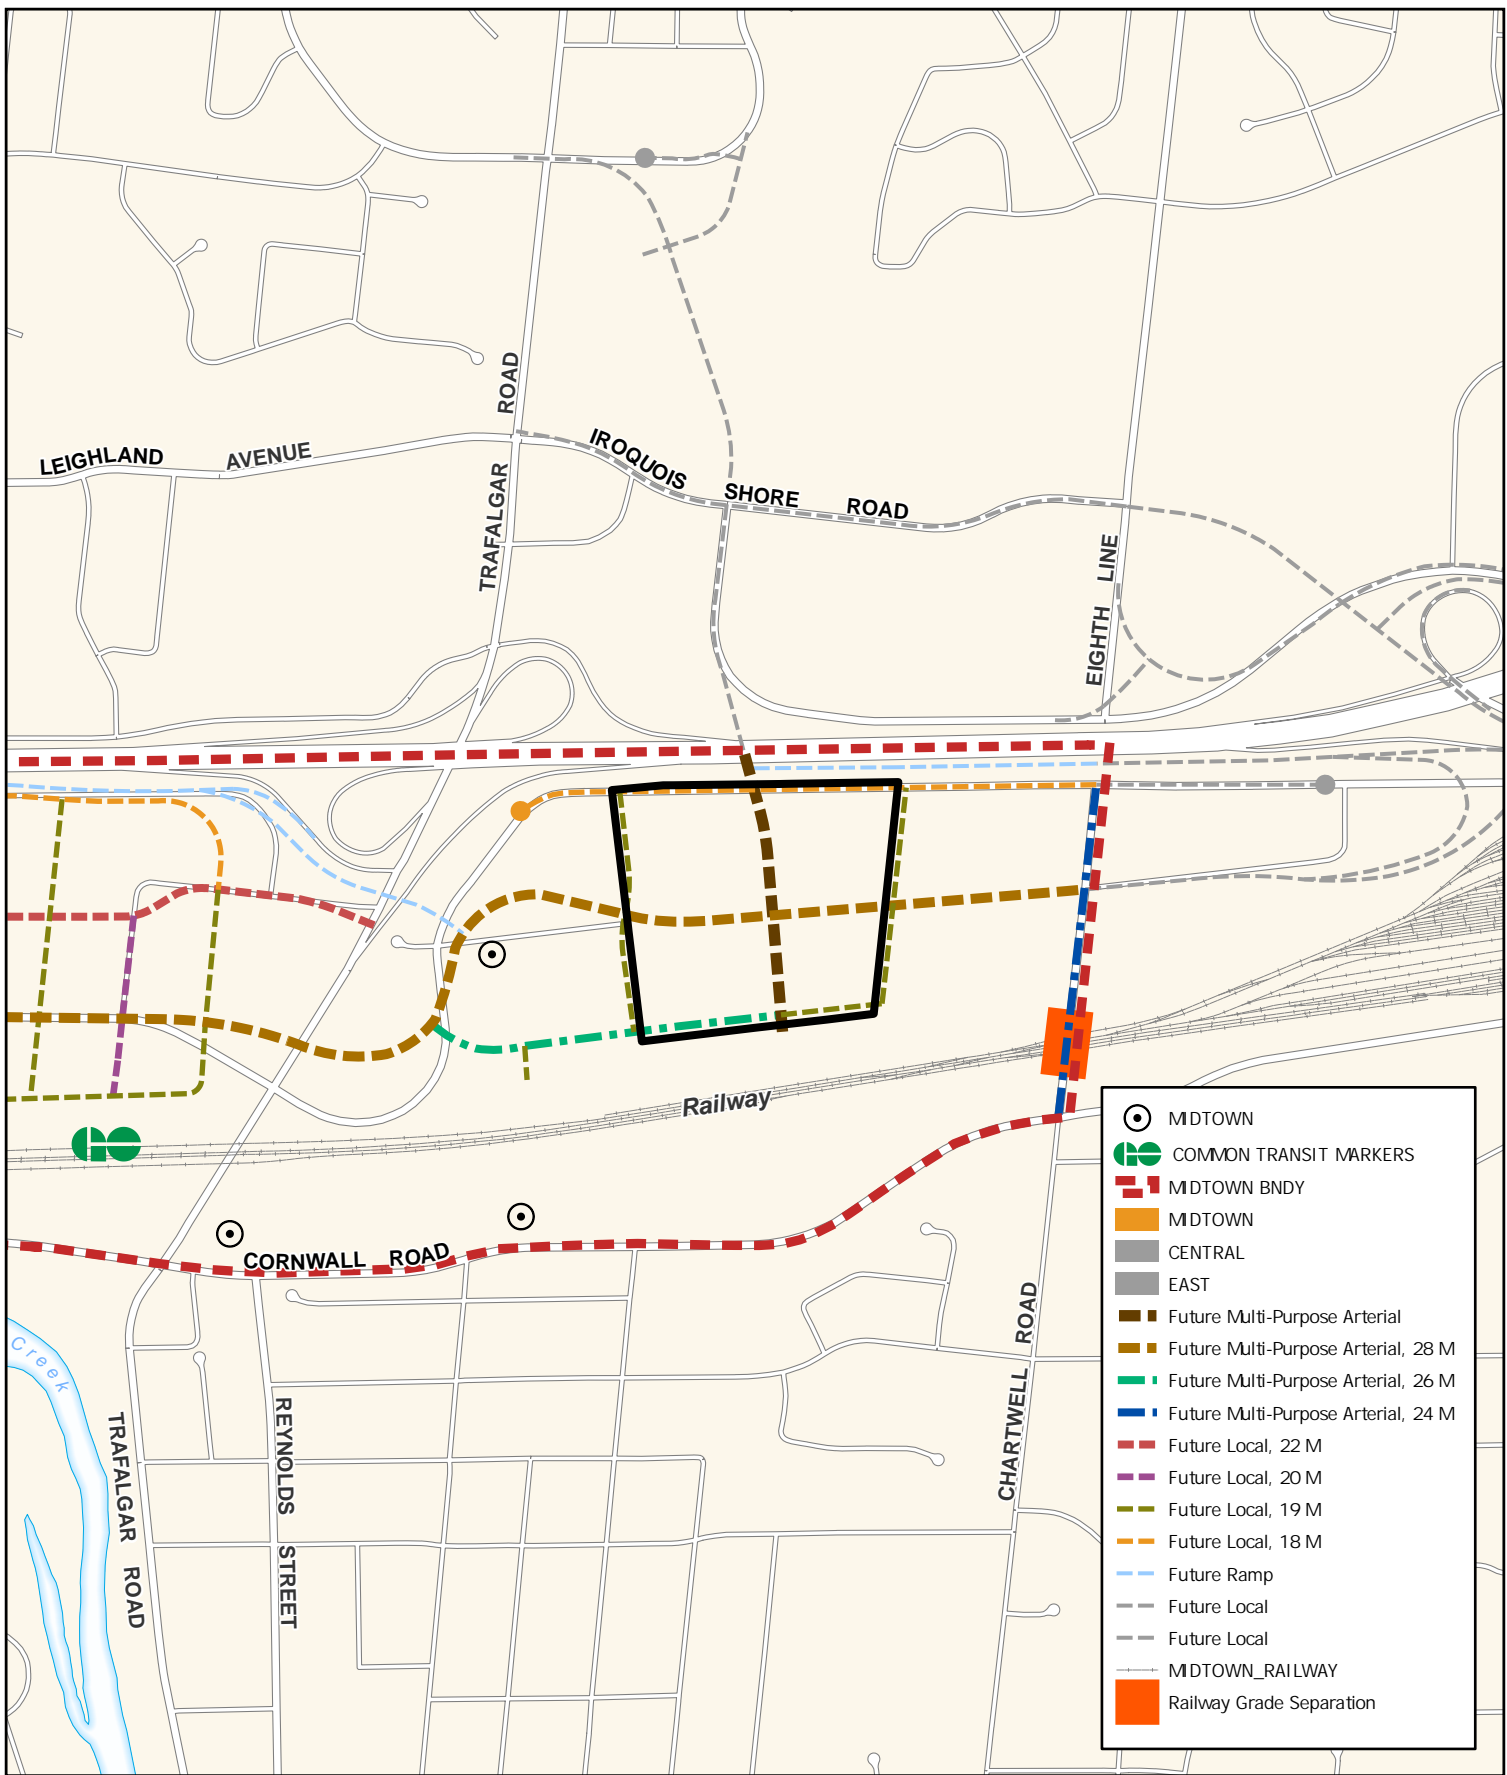 TRAFALGAR ROAD
LEIGHLAND AVENUE
IROQUOIS SHORE ROAD
EIGHTH LINE
Railway
GO
CORNWALL ROAD
Creek
TRAFALGAR ROAD
REYNOLDS STREET
CHARTWELL ROAD
MIDTOWN
GO COMMON TRANSIT MARKERS
MIDTOWN BNDY
MIDTOWN
CENTRAL
EAST
Future Multi-Purpose Arterial
Future Multi-Purpose Arterial, 28 M
Future Multi-Purpose Arterial, 26 M
Future Multi-Purpose Arterial, 24 M
Future Local, 22 M
Future Local, 20 M
Future Local, 19 M
Future Local, 18 M
Future Ramp
Future Local
Future Local
MIDTOWN_RAILWAY
Railway Grade Separation